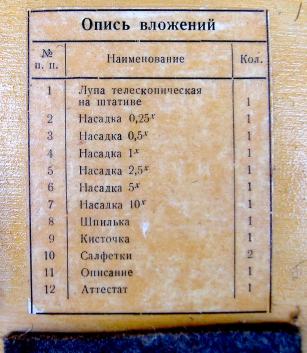 Опись вложений
№ п. п. Наименование Кол.
1 Лупа телескопическая
на штативе 1
2 Насадка 0,25x 1
3 Насадка 0,5x 1
4 Насадка 1x 1
5 Насадка 2,5x 1
6 Насадка 5x 1
7 Насадка 10x 1
8 Шпилька 1
9 Кисточка 1
10 Салфетки 2
11 Описание 1
12 Аттестат 1